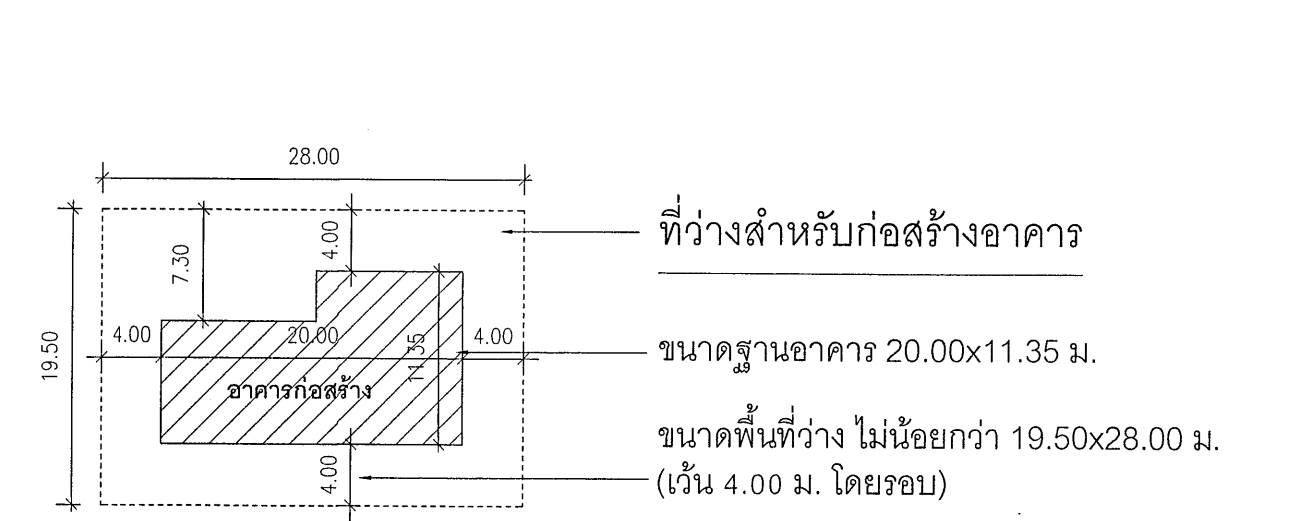 28.00
ที่ว่างสำหรับก่อสร้างอาคาร
4.00
7.30
19.50
4.00
20.00
11.35
4.00
ขนาดฐานอาคาร 20.00x11.35 ม.
อาคารก่อสร้าง
ขนาดพื้นที่ว่าง ไม่น้อยกว่า 19.50x28.00 ม.
4.00
(เว้น 4.00 ม. โดยรอบ)